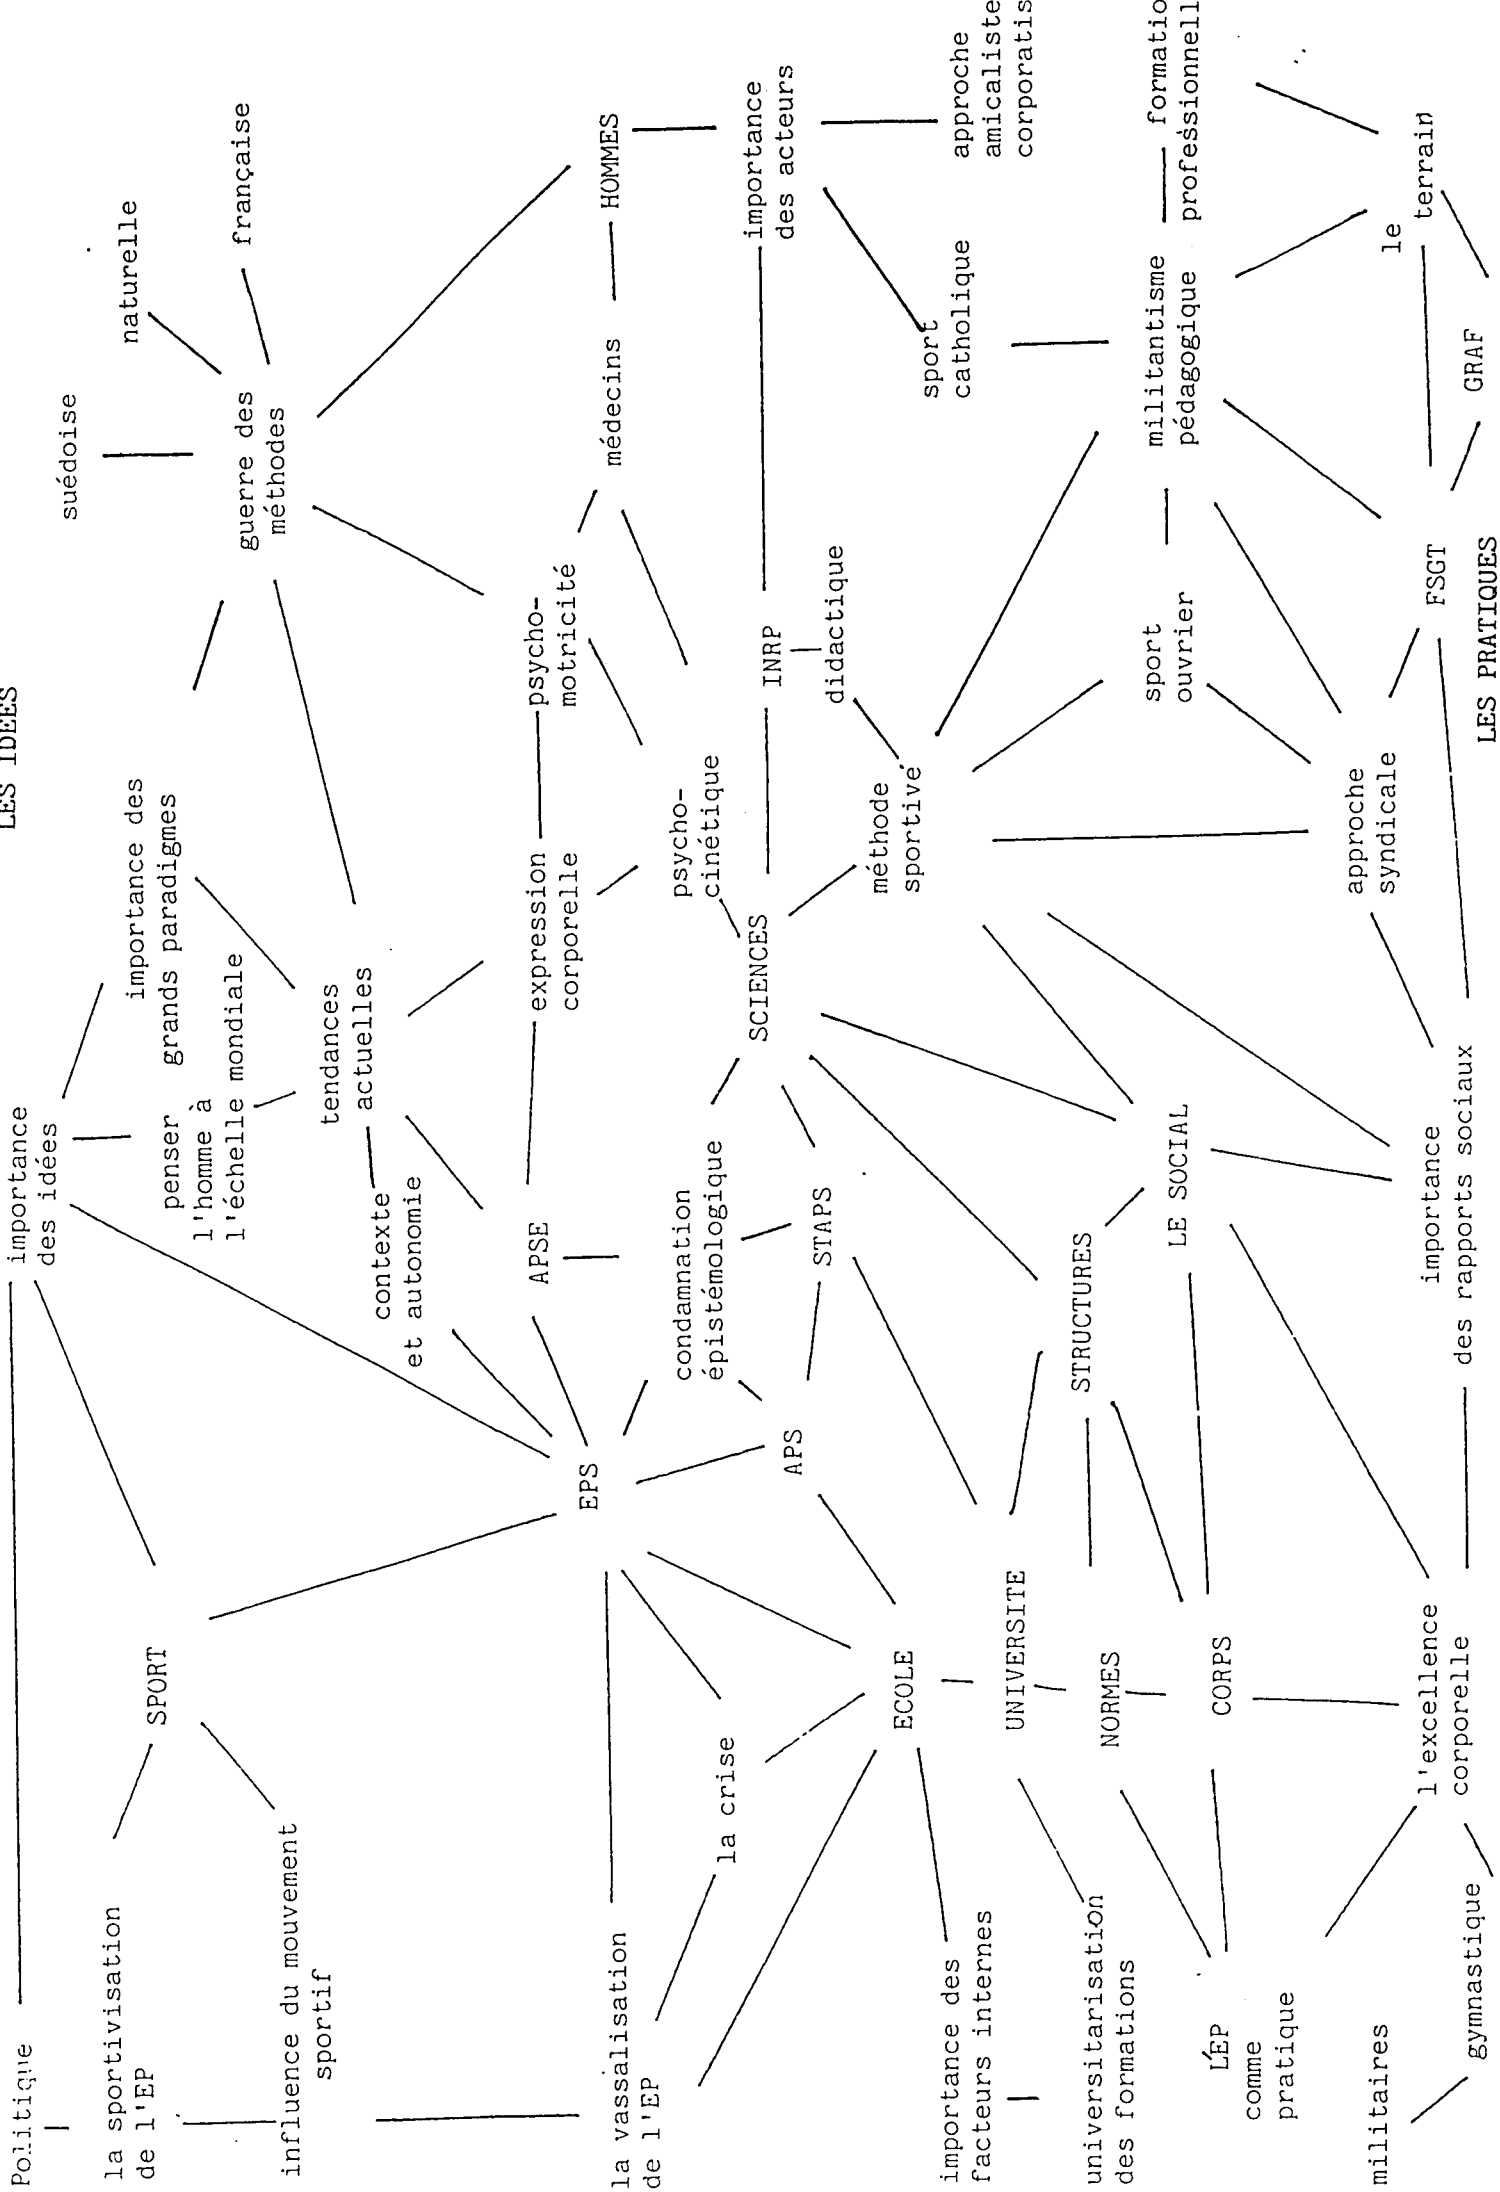 LES IDEES
Politique
importance
des idées
suédoise
naturelle
française
guerre des
méthodes
importance des
grands paradigmes
penser
l'homme à
l'échelle mondiale
tendances
actuelles
contexte
et autonomie
SPORT
la sportivisation
de l'EP
influence du mouvement
sportif
HOMMES
médecins
psycho-
motricité
expression
corporelle
APSE
EPS
la vassalisation
de l'EP
la crise
psycho-
cinétique
condamnation
épistémologique
importance
des acteurs
INRP
didactique
SCIENCES
STAPS
APS
approche
amicaliste
corporatis
sport
catholique
méthode
sportive
ECOLE
importance des
facteurs internes
UNIVERSITE
universitarisation
des formations
STRUCTURES
NORMES
formatio
professionnell
militantisme
pédagogique
sport
ouvrier
LE SOCIAL
CORPS
L'EP
comme
pratique
approche
syndicale
le
terrain
GRAF
FSGT
importance
des rapports sociaux
l'excellence
corporelle
militaires
gymnastique
LES PRATIQUES